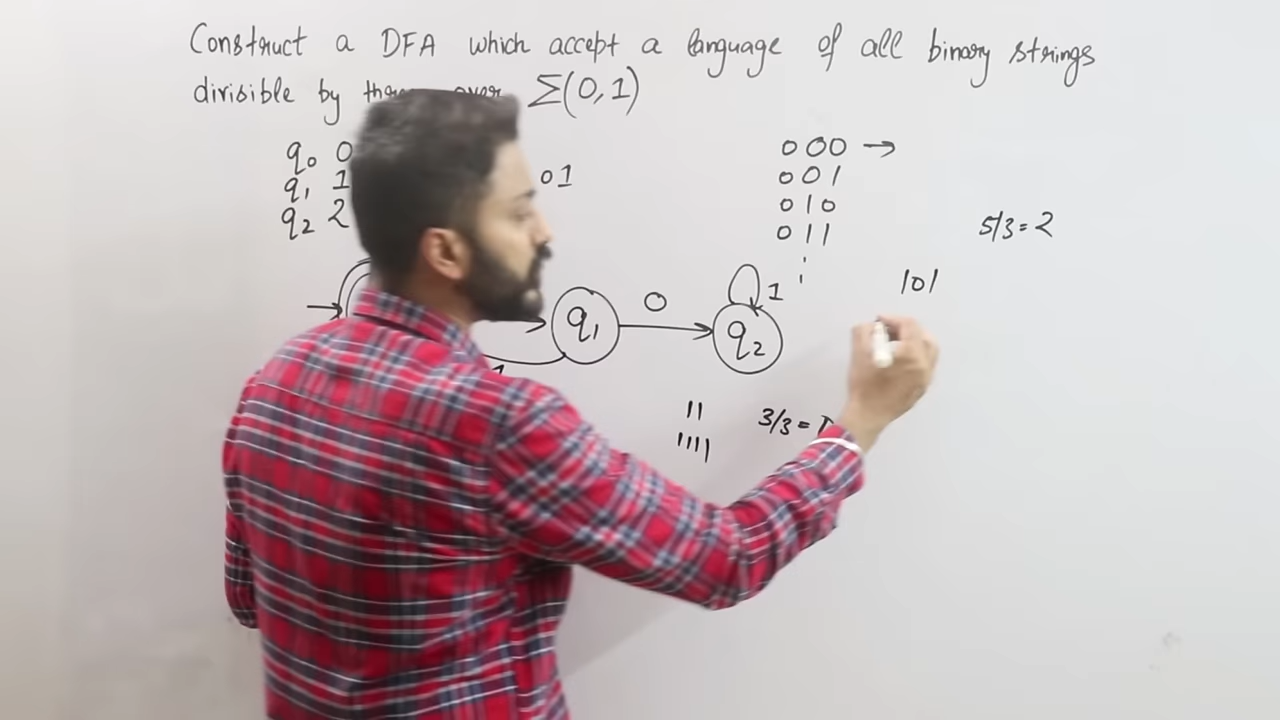 Construct a DFA which accept a language of all binary strings
divisible by over Σ(0,1)
q₀ 0
q₁ 1
q₂ 2
01
000 →
001
010
011
5/3=2
101
1
0
q₁
q₂
11
1111
3/3=